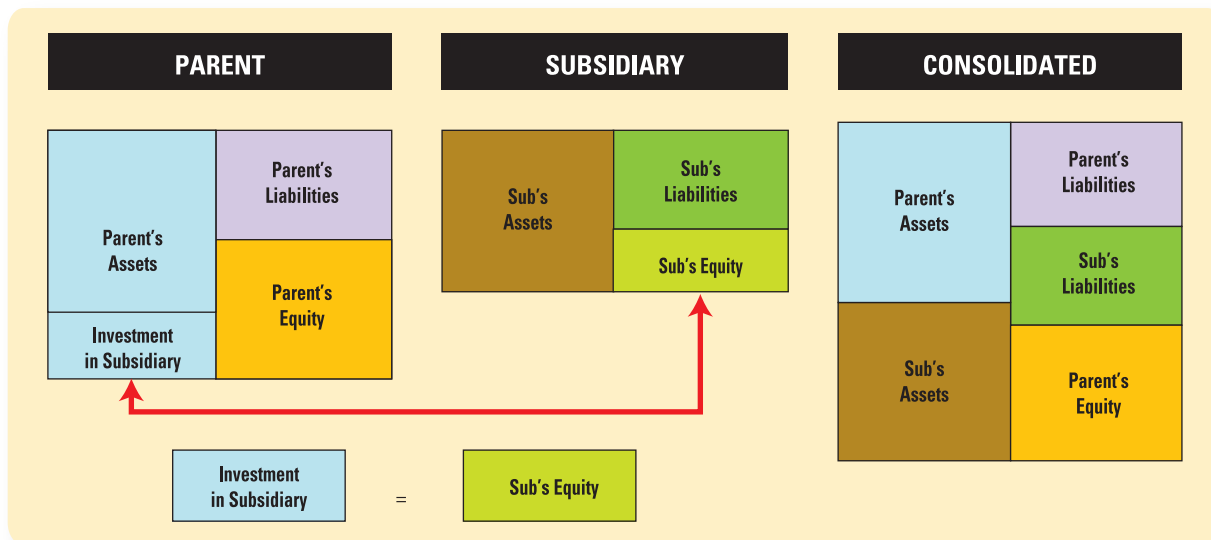 PARENT
Parent's
Assets
Investment
in Subsidiary
Parent's
Liabilities
Parent's
Equity
SUBSIDIARY
Sub's
Assets
Sub's
Liabilities
Sub's Equity
CONSOLIDATED
Parent's
Assets
Sub's
Assets
Parent's
Liabilities
Sub's
Liabilities
Parent's
Equity
Investment
in Subsidiary
=
Sub's Equity